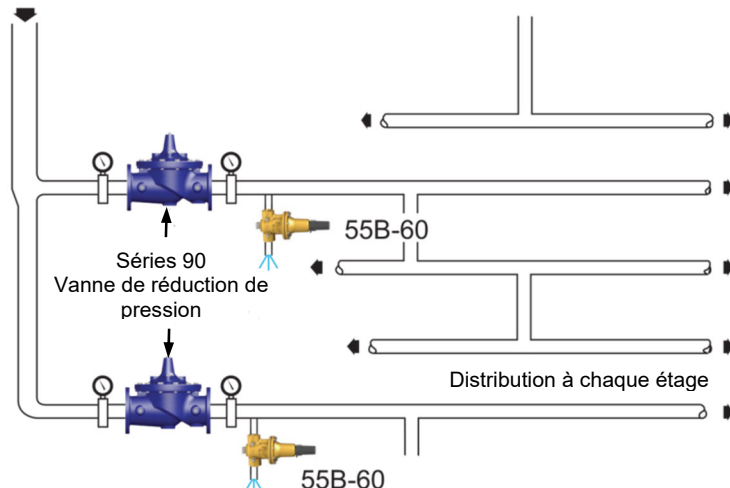 55B-60
Séries 90
Vanne de réduction de
pression
Distribution à chaque étage
55B-60